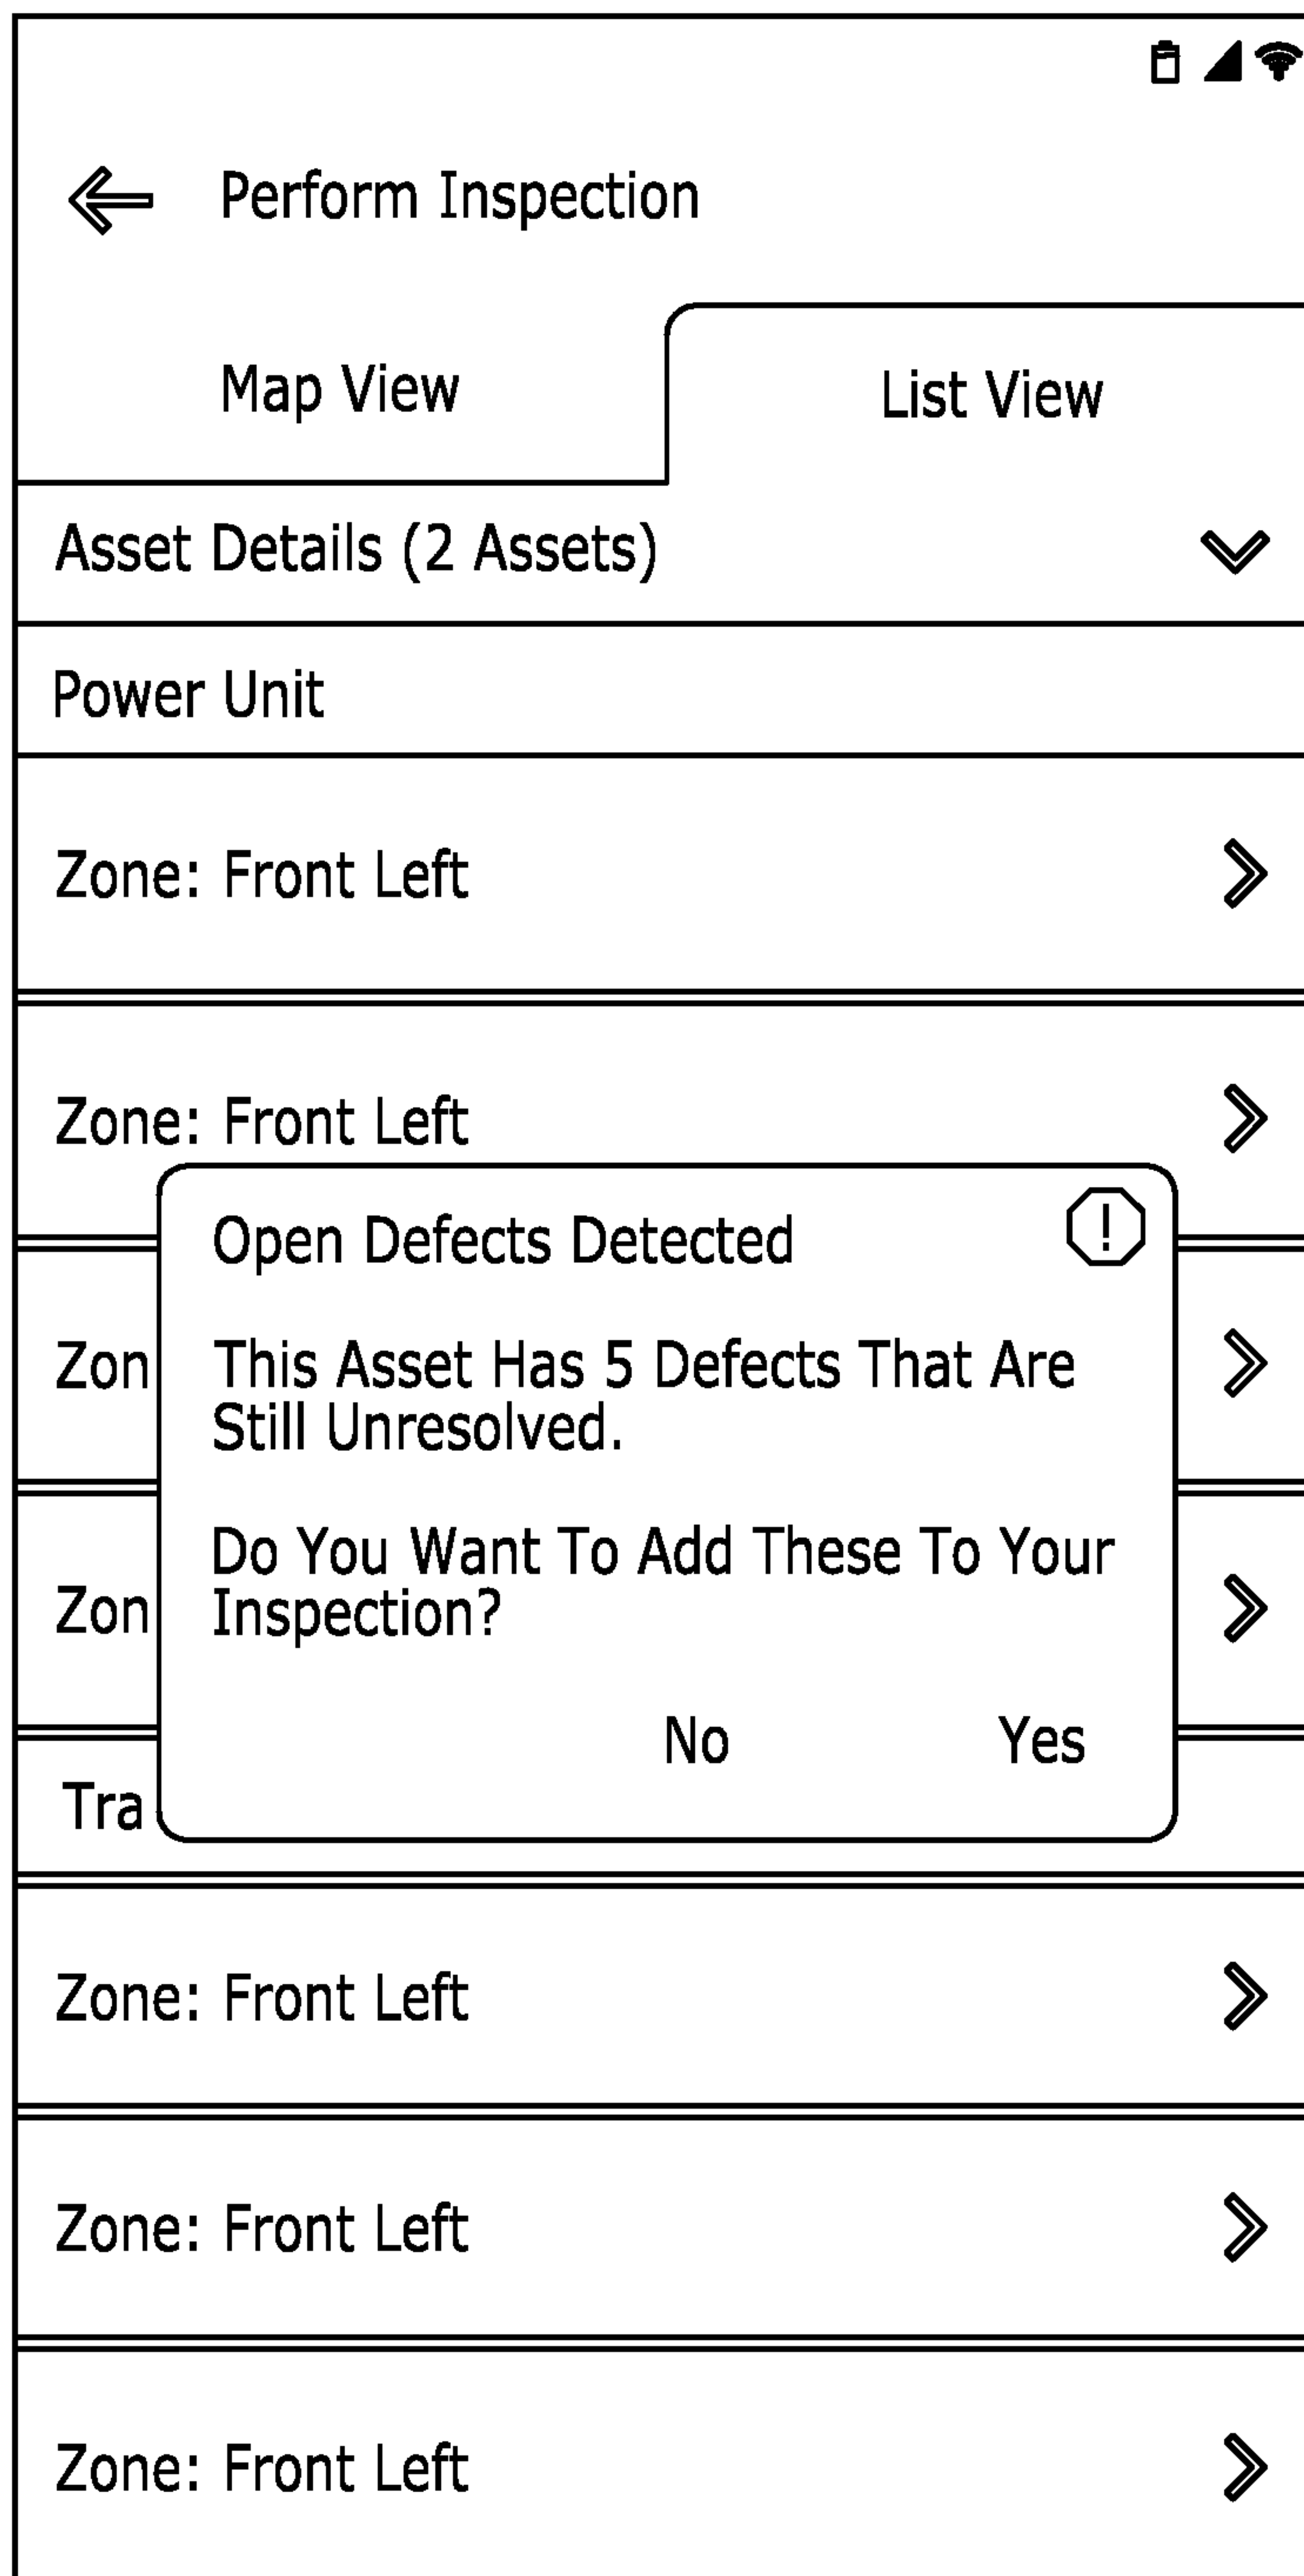 Perform Inspection
Map View
List View
Asset Details (2 Assets)
Power Unit
Zone: Front Left
Zone: Front Left
Zon
Open Defects Detected
!
This Asset Has 5 Defects That Are
Still Unresolved.
Zon
Do You Want To Add These To Your
Inspection?
No Yes
Tra
Zone: Front Left
Zone: Front Left
Zone: Front Left